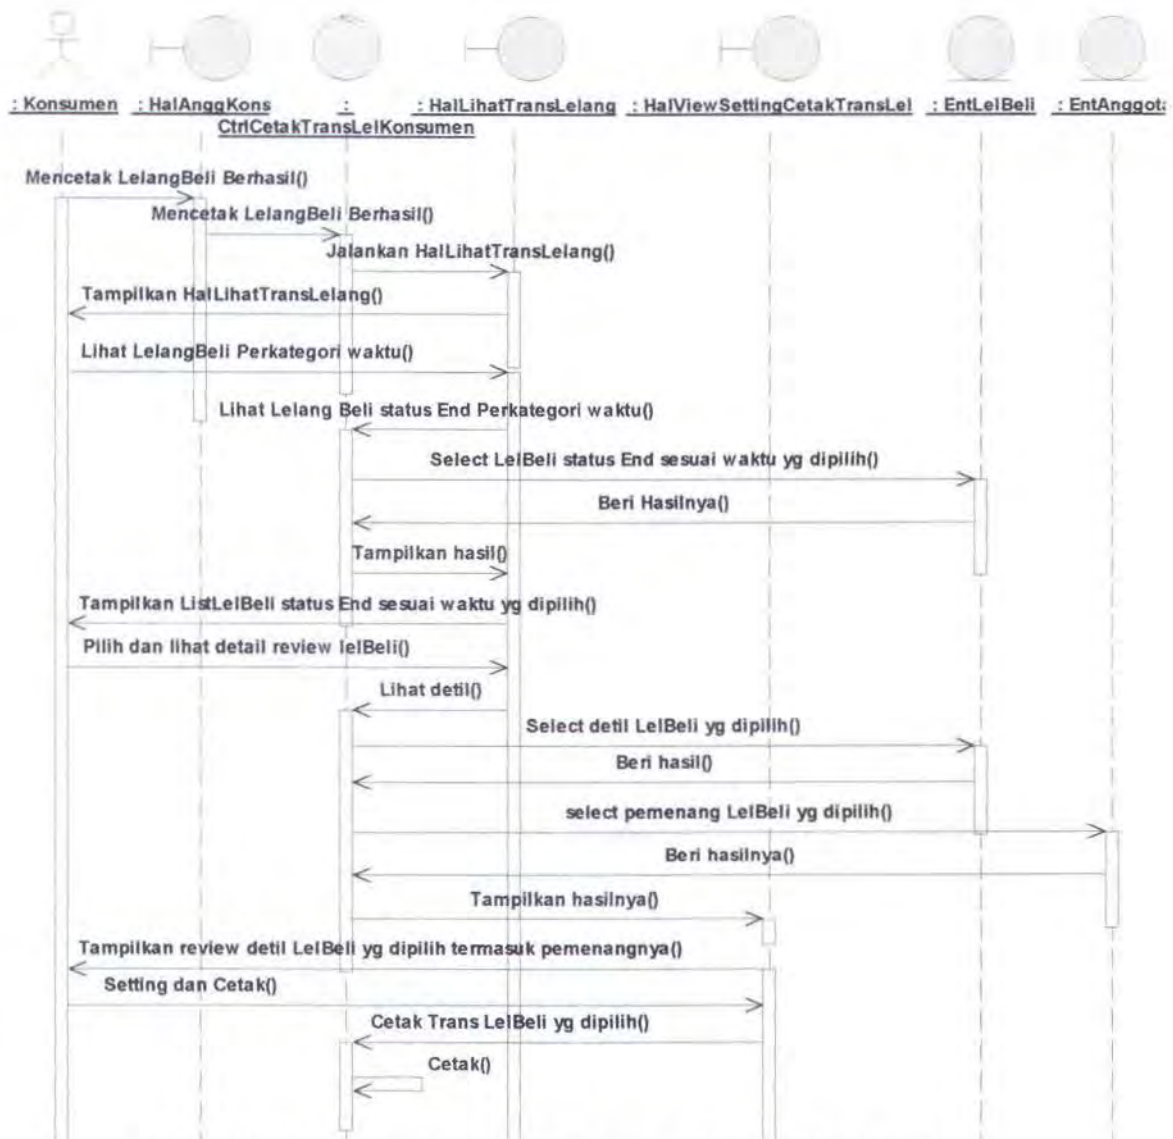 : Konsumen : HalAnggKons : : HalLihatTransLelang : HalViewSettingCetakTransLel : EntLelBeli : EntAnggota
CtrlCetakTransLelKonsumen
Mencetak LelangBeli Berhasil()
Mencetak LelangBeli Berhasil()
Jalankan HalLihatTransLelang()
Tampilkan HalLihatTransLelang()
Lihat LelangBeli Perkategori waktu()
Lihat Lelang Beli status End Perkategori waktu()
Select LelBeli status End sesuai waktu yg dipilih()
Beri Hasilnya()
Tampilkan hasil()
Tampilkan ListLelBeli status End sesuai waktu yg dipilih()
Pilih dan lihat detail review lelBeli()
Lihat detil()
Select detil LelBeli yg dipilih()
Beri hasil()
select pemenang LelBeli yg dipilih()
Beri hasilnya()
Tampilkan hasilnya()
Tampilkan review detil LelBeli yg dipilih termasuk pemenangnya()
Setting dan Cetak()
Cetak Trans LelBeli yg dipilih()
Cetak()